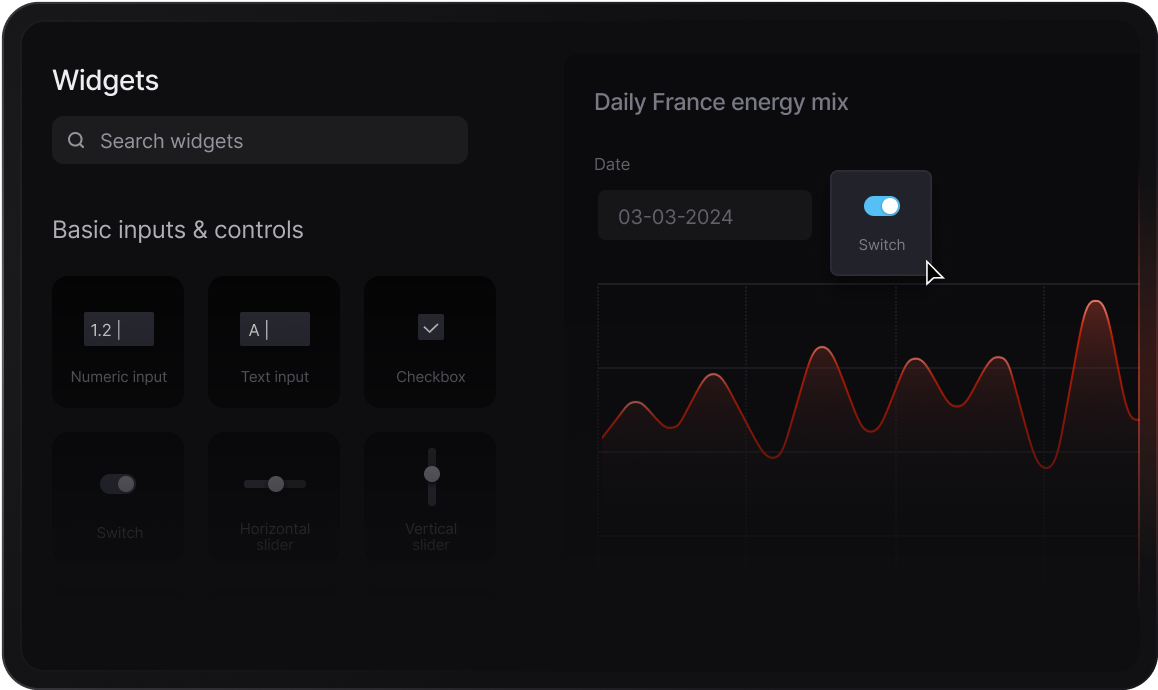 Widgets
Search widgets
Basic inputs & controls
1.2
A
Numeric input
Text input
Checkbox
Switch
Horizontal
slider
Vertical
slider
Daily France energy mix
Date
03-03-2024
Switch